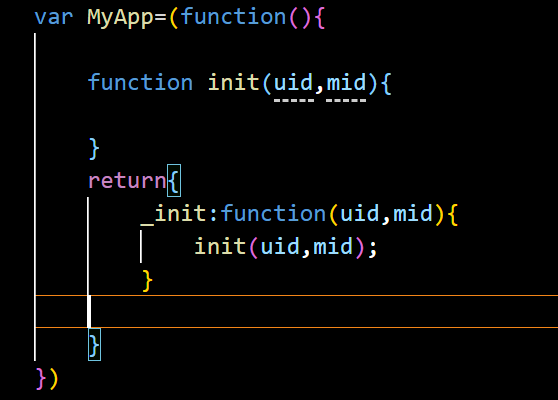 var MyApp=(function(){
function init(uid,mid){
}
return{
_init:function(uid,mid){
init(uid,mid);
}
}
})